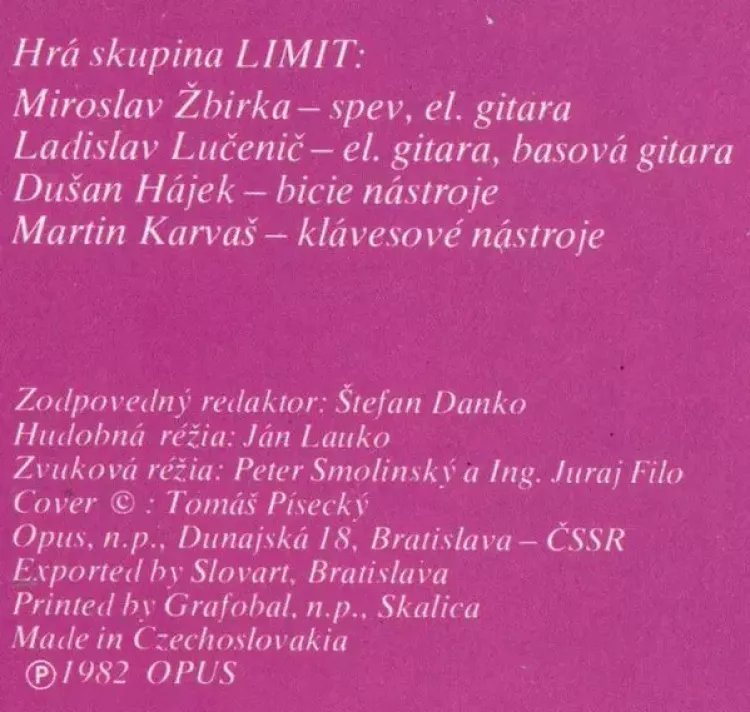 Hrá skupina LIMIT:
Miroslav Žbirka – spev, el. gitara
Ladislav Lučenič – el. gitara, basová gitara
Dušan Hájek – bicie nástroje
Martin Karvaš – klávesové nástroje
Zodpovedný redaktor: Štefan Danko
Hudobná réžia: Ján Lauko
Zvuková réžia: Peter Smolinský a Ing. Juraj Filo
Cover © : Tomáš Písecký
Opus, n.p., Dunajská 18, Bratislava – ČSSR
Exported by Slovart, Bratislava
Printed by Grafobal, n.p., Skalica
Made in Czechoslovakia
℗ 1982 OPUS